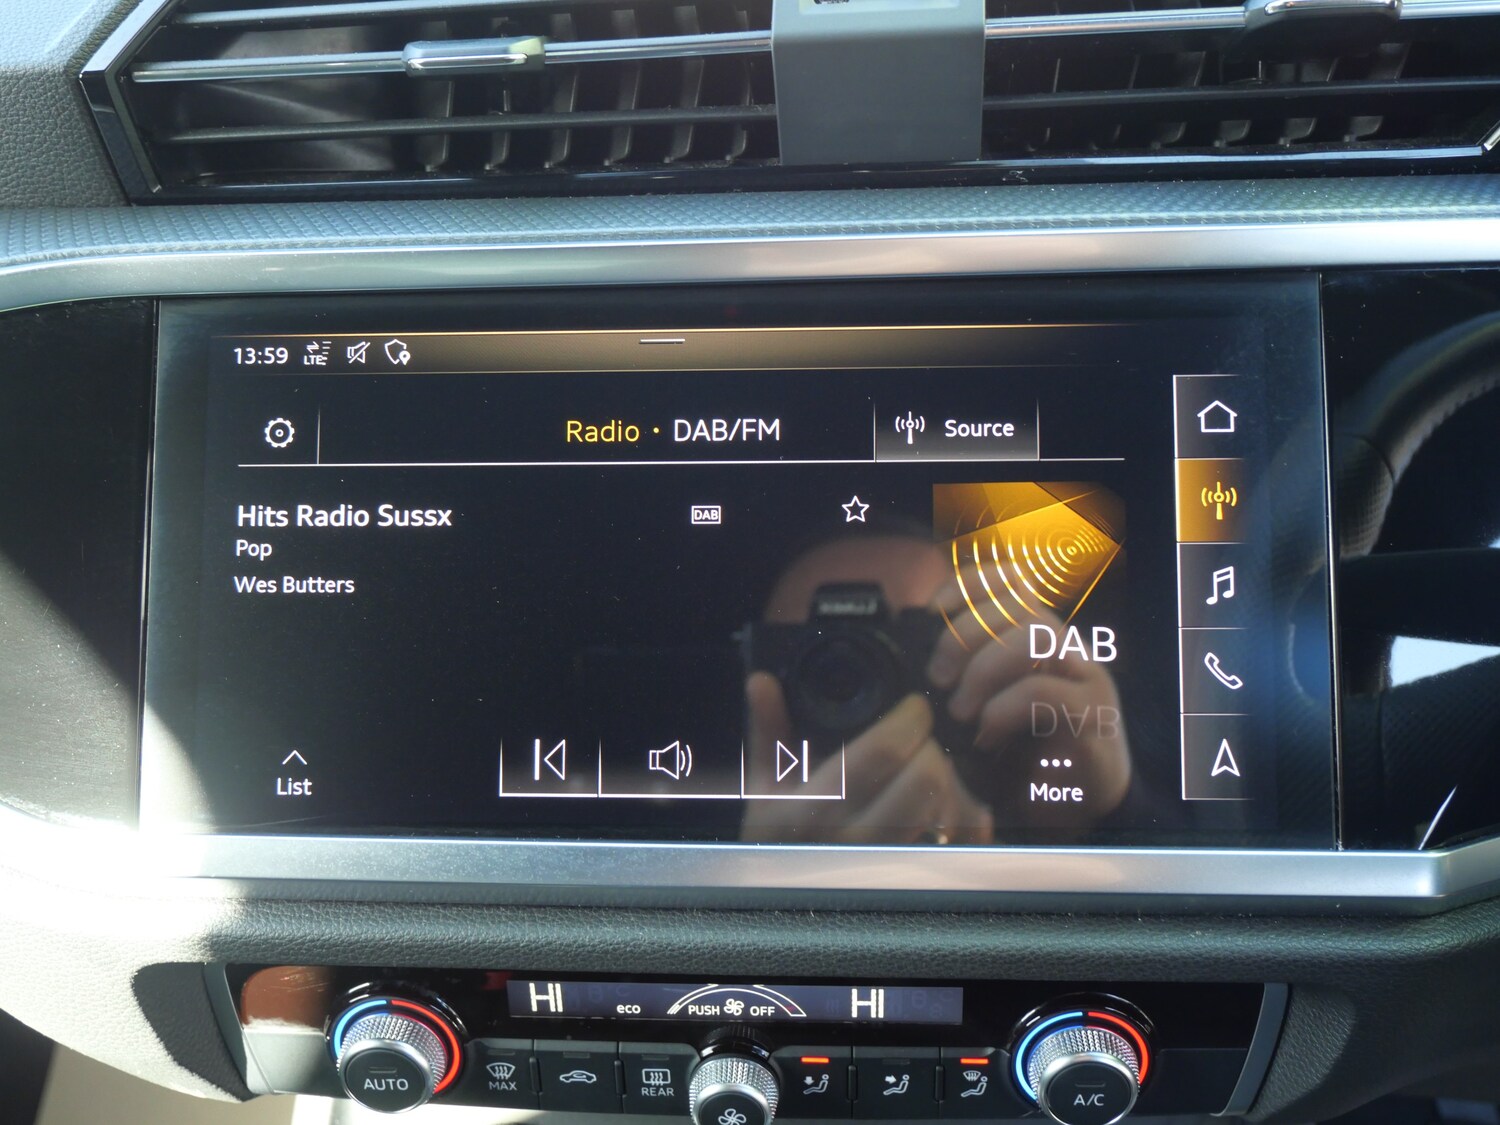 13:59 LTE
Radio • DAB/FM
Source
Hits Radio Sussx
DAB
Pop
Wes Butters
DAB
List
More
HI
eco
PUSH OFF
HI
AUTO
MAX
REAR
A/C